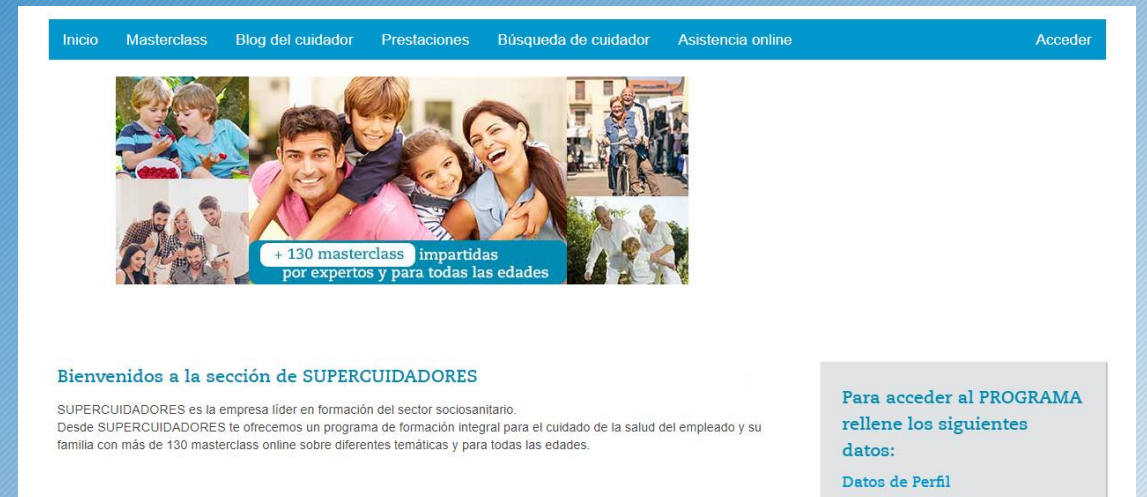 Inicio Masterclass Blog del cuidador Prestaciones Búsqueda de cuidador Asistencia online Acceder
+ 130 masterclass impartidas
por expertos y para todas las edades
Bienvenidos a la sección de SUPERCUIDADORES
SUPERCUIDADORES es la empresa líder en formación del sector sociosanitario.
Desde SUPERCUIDADORES te ofrecemos un programa de formación integral para el cuidado de la salud del empleado y su
familia con más de 130 masterclass online sobre diferentes temáticas y para todas las edades.
Para acceder al PROGRAMA
rellene los siguientes
datos:
Datos de Perfil